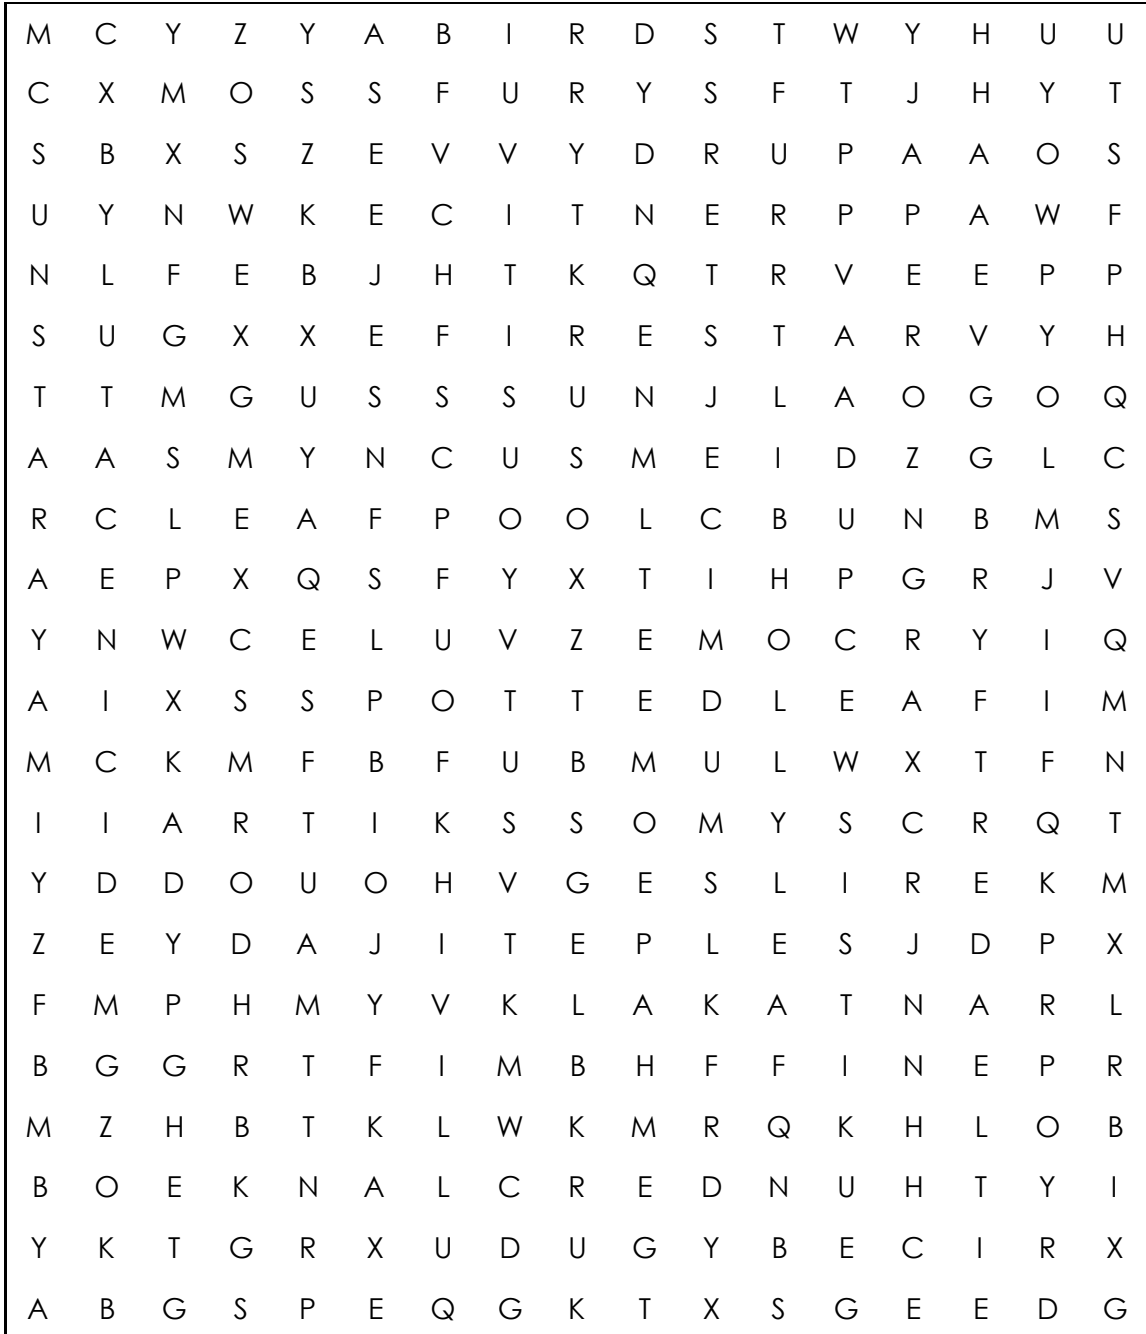 M C Y Z Y A B I R D S T W Y H U U
C X M O S S F U R Y S F T J H Y T
S B X S Z E V V Y D R U P A A O S
U Y N W K E C I T N E R P P A W F
N L F E B J H T K Q T R V E E P P
S U G X X E F I R E S T A R V Y H
T T M G U S S S U N J L A O G O Q
A A S M Y N C U S M E I D Z G L C
R C L E A F P O O L C B U N B M S
A E P X Q S F Y X T I H P G R J V
Y N W C E L U V Z E M O C R Y I Q
A I X S S P O T T E D L E A F I M
M C K M F B F U B M U L W X T F N
I I A R T I K S S O M Y S C R Q T
Y D D O U O H V G E S L I R E K M
Z E Y D A J I T E P L E S J D P X
F M P H M Y V K L A K A T N A R L
B G G R T F I M B H F F I N E P R
M Z H B T K L W K M R Q K H L O B
B O E K N A L C R E D N U H T Y I
Y K T G R X U D U G Y B E C I R X
A B G S P E Q G K T X S G E E D G